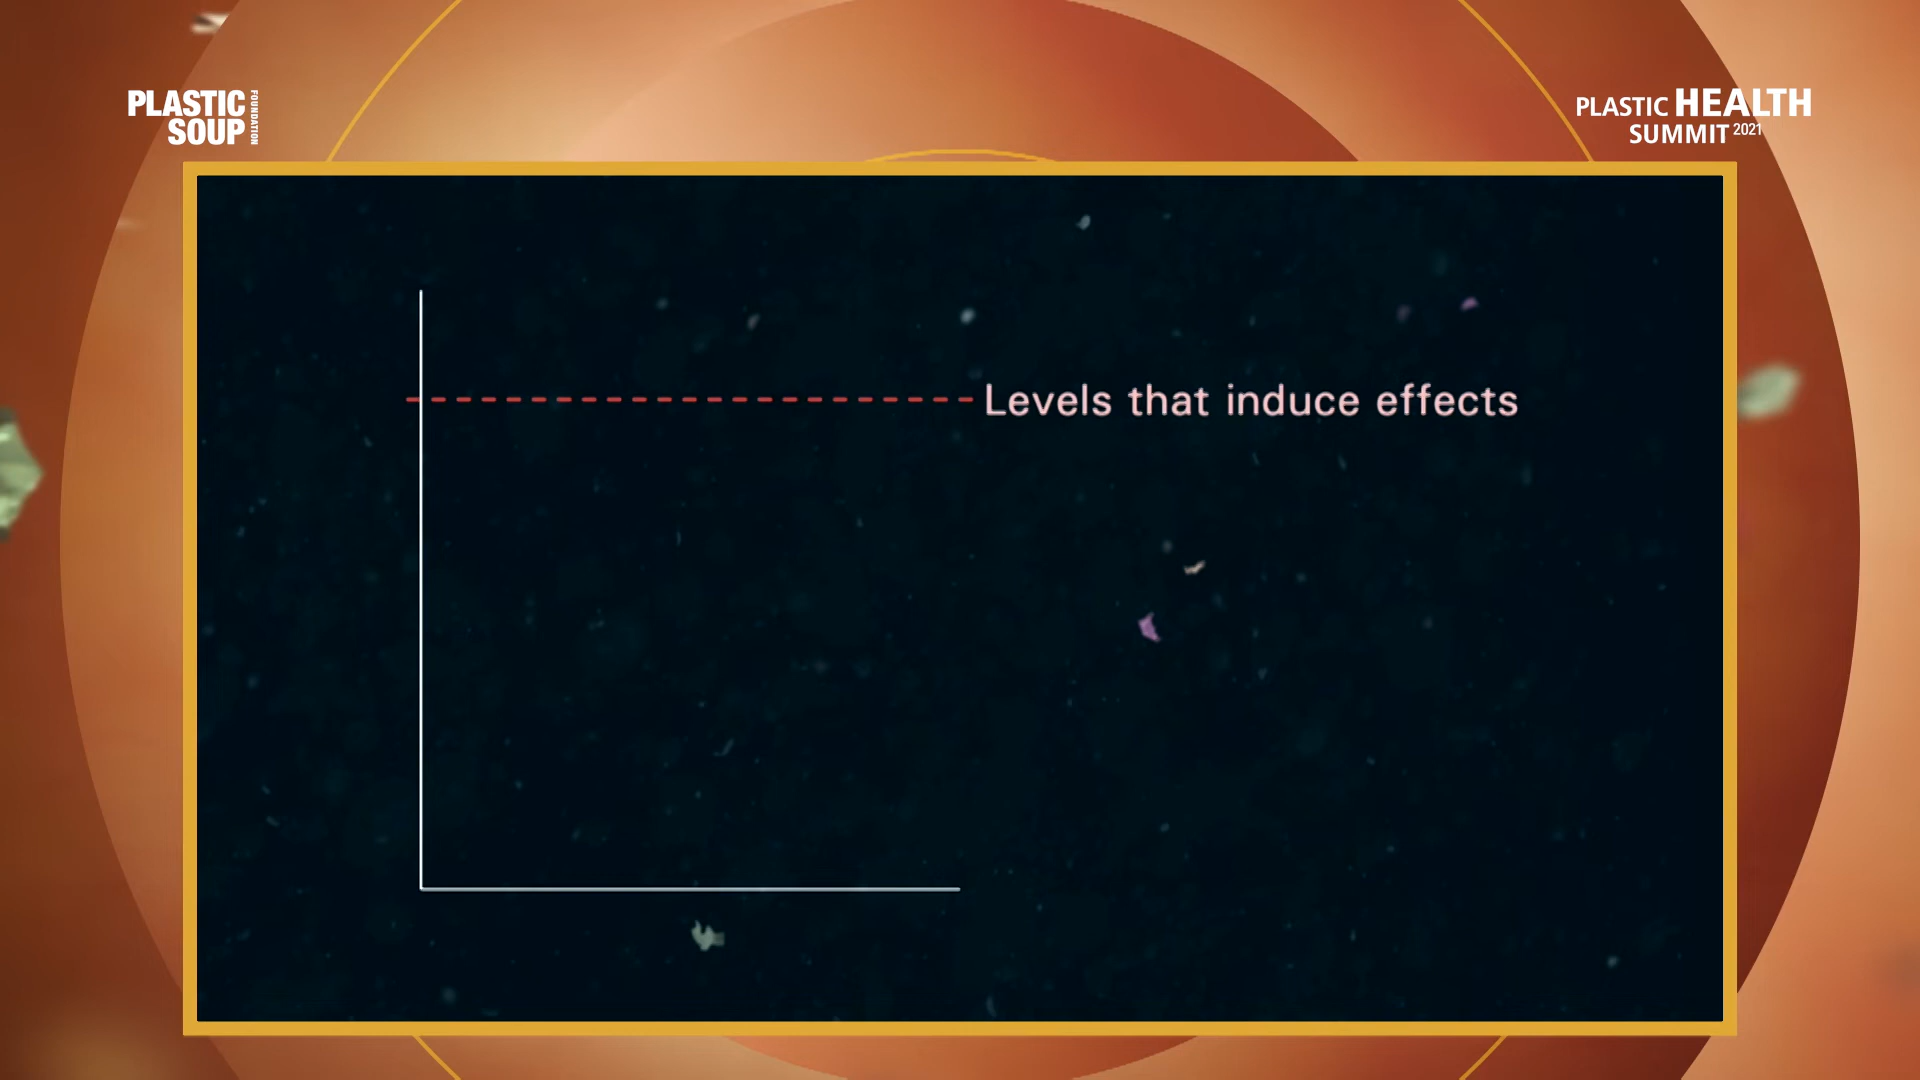 PLASTIC
SOUP
FOUNDATION
PLASTIC HEALTH
SUMMIT 2021
Levels that induce effects